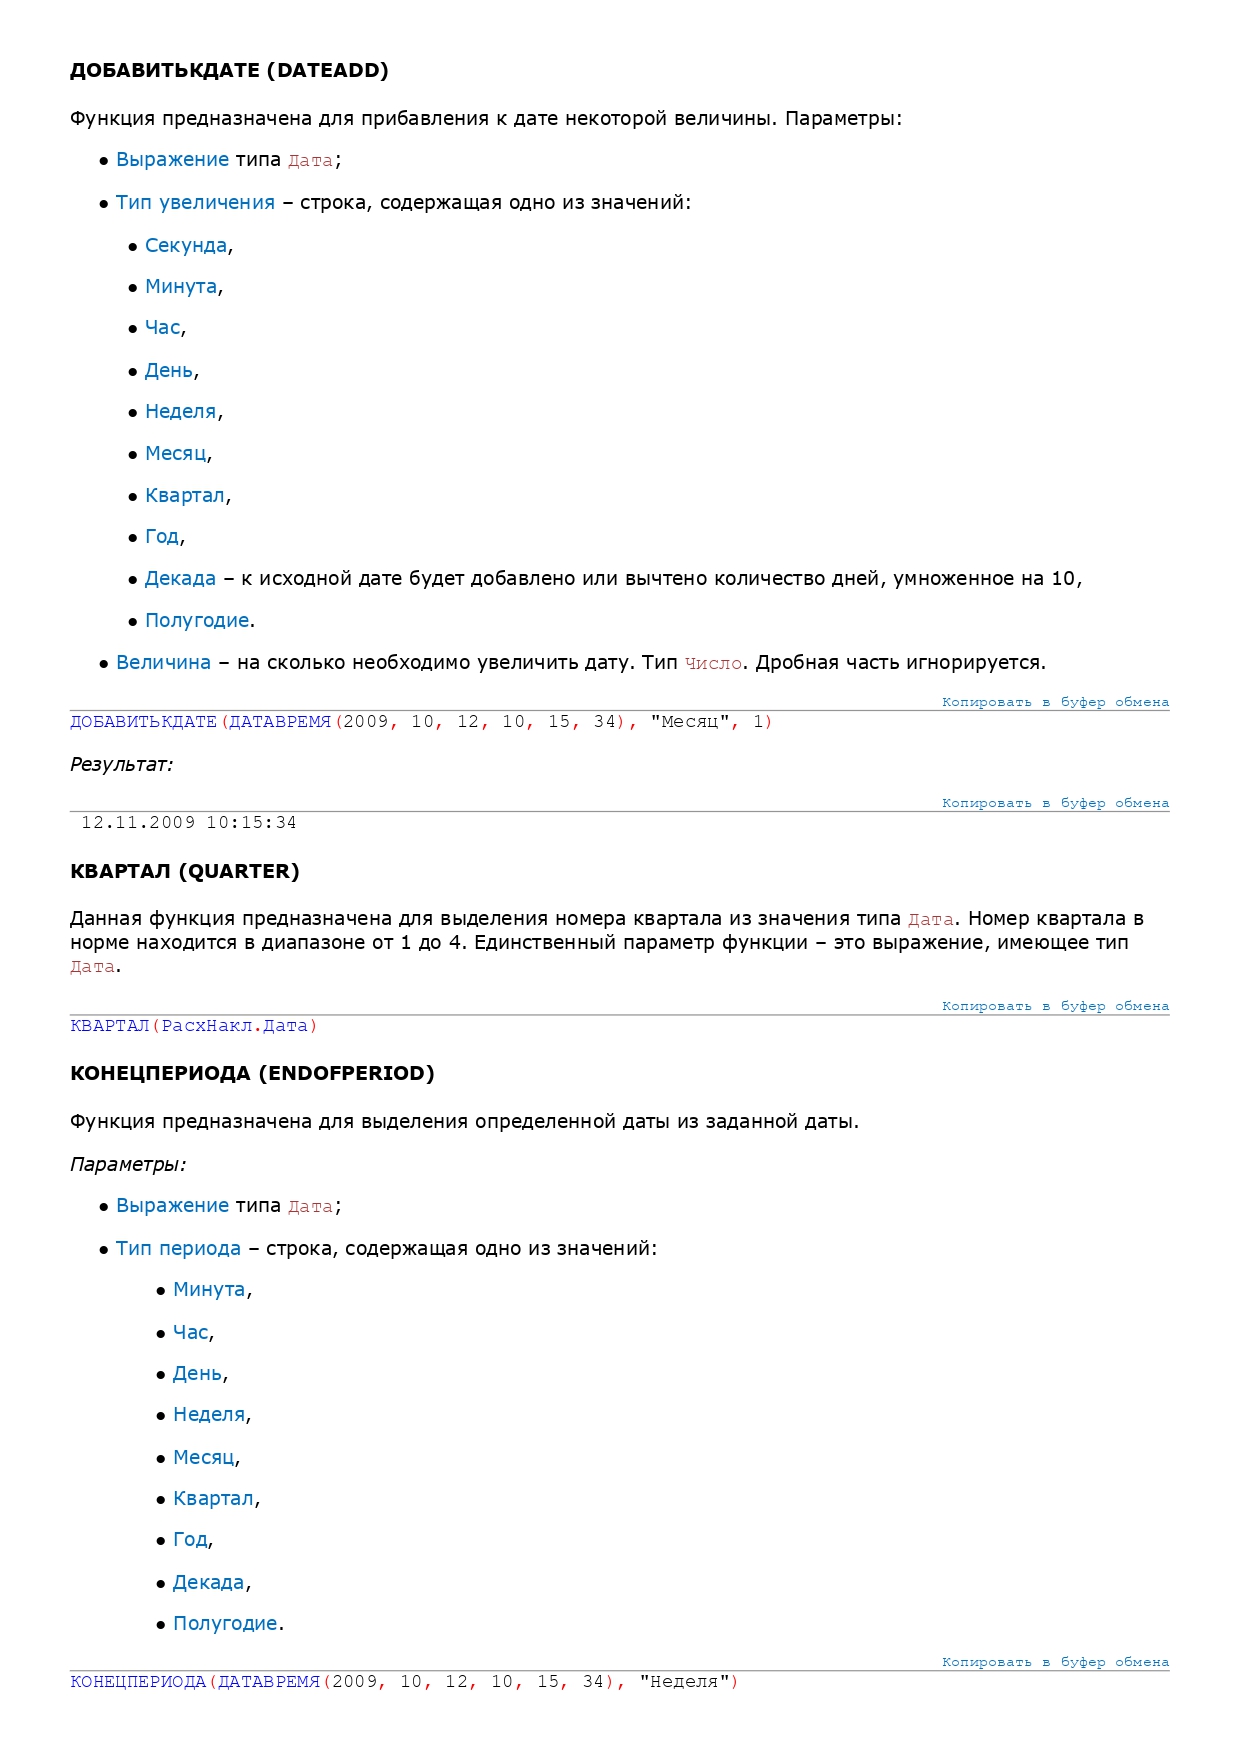 ДОБАВИТЬКДАТЕ (DATEADD)
Функция предназначена для прибавления к дате некоторой величины. Параметры:
● Выражение типа Дата;
● Тип увеличения – строка, содержащая одно из значений:
● Секунда,
● Минута,
● Час,
● День,
● Неделя,
● Месяц,
● Квартал,
● Год,
● Декада – к исходной дате будет добавлено или вычтено количество дней, умноженное на 10,
● Полугодие.
● Величина – на сколько необходимо увеличить дату. Тип Число. Дробная часть игнорируется.
Копировать в буфер обмена
ДОБАВИТЬКДАТЕ(ДАТАВРЕМЯ(2009, 10, 12, 10, 15, 34), "Месяц", 1)
Результат:
Копировать в буфер обмена
12.11.2009 10:15:34
КВАРТАЛ (QUARTER)
Данная функция предназначена для выделения номера квартала из значения типа Дата. Номер квартала в
норме находится в диапазоне от 1 до 4. Единственный параметр функции – это выражение, имеющее тип
Дата.
Копировать в буфер обмена
КВАРТАЛ(РасхНакл.Дата)
КОНЕЦПЕРИОДА (ENDOFPERIOD)
Функция предназначена для выделения определенной даты из заданной даты.
Параметры:
● Выражение типа Дата;
● Тип периода – строка, содержащая одно из значений:
● Минута,
● Час,
● День,
● Неделя,
● Месяц,
● Квартал,
● Год,
● Декада,
● Полугодие.
Копировать в буфер обмена
КОНЕЦПЕРИОДА(ДАТАВРЕМЯ(2009, 10, 12, 10, 15, 34), "Неделя")